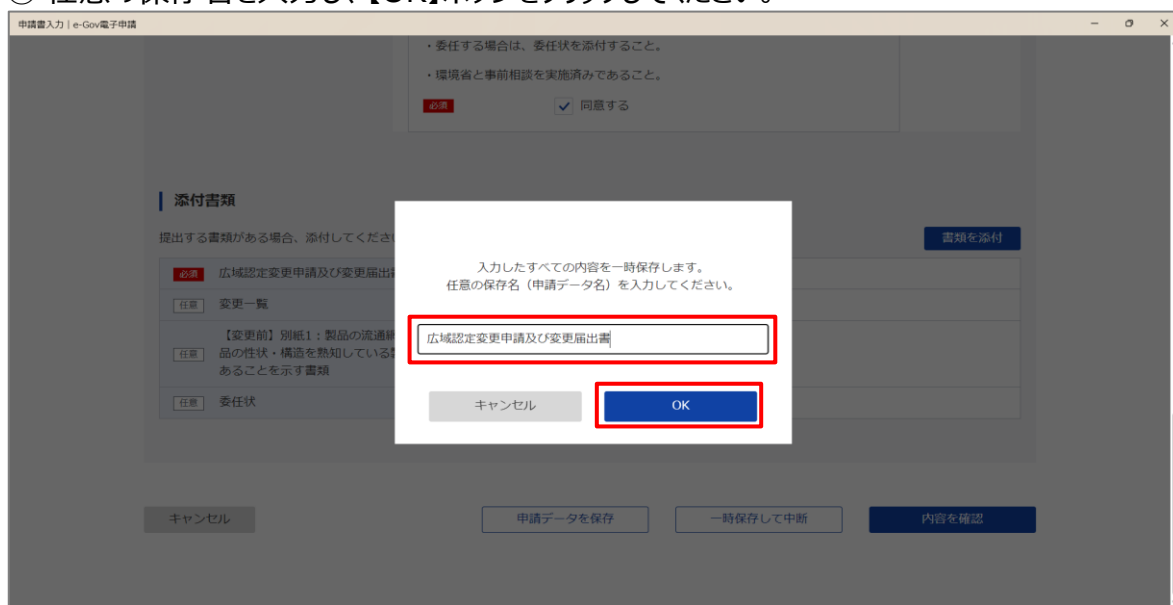 任意の保存書を入力し、【OK】ボタンをクリックしてください。
申請書入力｜e-Gov電子申請
・委任する場合は、委任状を添付すること。
・環境省と事前相談を実施済みであること。
必須 同意する
添付書類
提出する書類がある場合、添付してくださ
書類を添付
必須 広域認定変更申請及び変更届出
任意 変更一覧
【変更前】別紙1：製品の流通
任意 品の性状・構造を熟知している
あることを示す書類
任意 委任状
入力したすべての内容を一時保存します。
任意の保存名（申請データ名）を入力してください。
広域認定変更申請及び変更届出書
キャンセル OK
キャンセル 申請データを保存 一時保存して中断 内容を確認